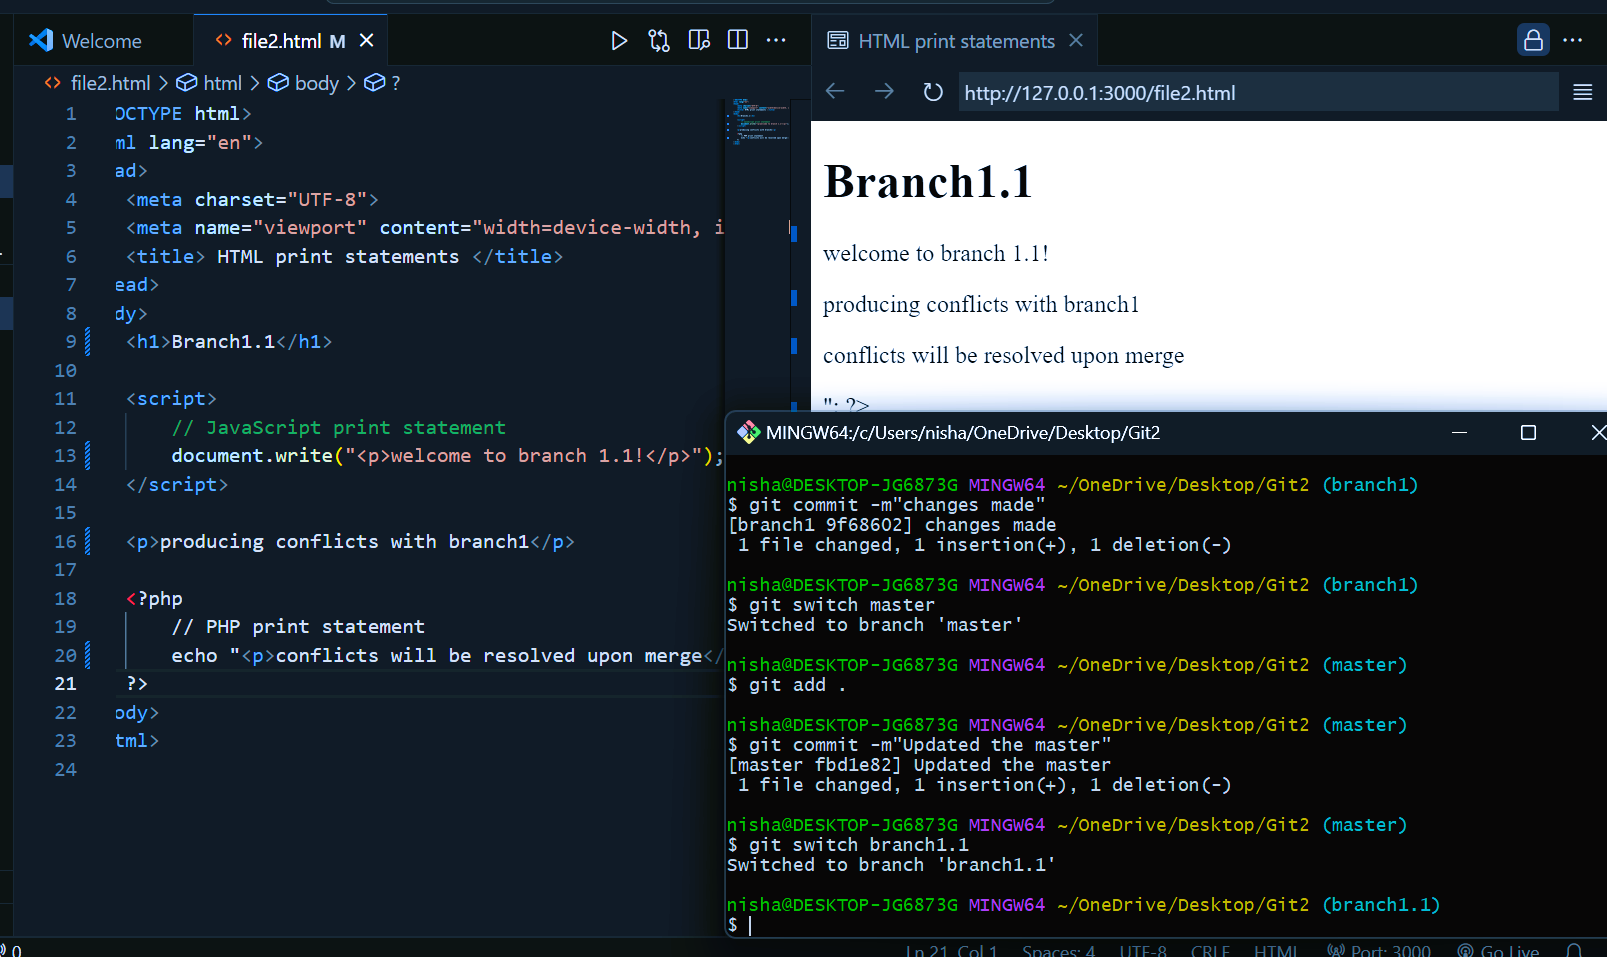 Welcome
file2.html M
HTML print statements
file2.html > html > body > ?
http://127.0.0.1:3000/file2.html
1 OCTYPE html>
2 ml lang="en">
3 ad>
4 <meta charset="UTF-8">
5 <meta name="viewport" content="width=device-width, i
6 <title> HTML print statements </title>
7 ead>
8 dy>
9 <h1>Branch1.1</h1>
10
11 <script>
12 // JavaScript print statement
13 document.write("<p>welcome to branch 1.1!</p>");
14 </script>
15
16 <p>producing conflicts with branch1</p>
17
18 <?php
19 // PHP print statement
20 echo "<p>conflicts will be resolved upon merge</
21 ?>
22 ody>
23 tml>
24
Branch1.1
welcome to branch 1.1!
producing conflicts with branch1
conflicts will be resolved upon merge
"; ?>
MINGW64:/c/Users/nisha/OneDrive/Desktop/Git2
nisha@DESKTOP-JG6873G MINGW64 ~/OneDrive/Desktop/Git2 (branch1)
$ git commit -m"changes made"
[branch1 9f68602] changes made
1 file changed, 1 insertion(+), 1 deletion(-)
nisha@DESKTOP-JG6873G MINGW64 ~/OneDrive/Desktop/Git2 (branch1)
$ git switch master
Switched to branch 'master'
nisha@DESKTOP-JG6873G MINGW64 ~/OneDrive/Desktop/Git2 (master)
$ git add .
nisha@DESKTOP-JG6873G MINGW64 ~/OneDrive/Desktop/Git2 (master)
$ git commit -m"Updated the master"
[master fbd1e82] Updated the master
1 file changed, 1 insertion(+), 1 deletion(-)
nisha@DESKTOP-JG6873G MINGW64 ~/OneDrive/Desktop/Git2 (master)
$ git switch branch1.1
Switched to branch 'branch1.1'
nisha@DESKTOP-JG6873G MINGW64 ~/OneDrive/Desktop/Git2 (branch1.1)
$
0 Ln 21, Col 1 Spaces: 4 UTF-8 CRLF HTML Port: 3000 Go Live